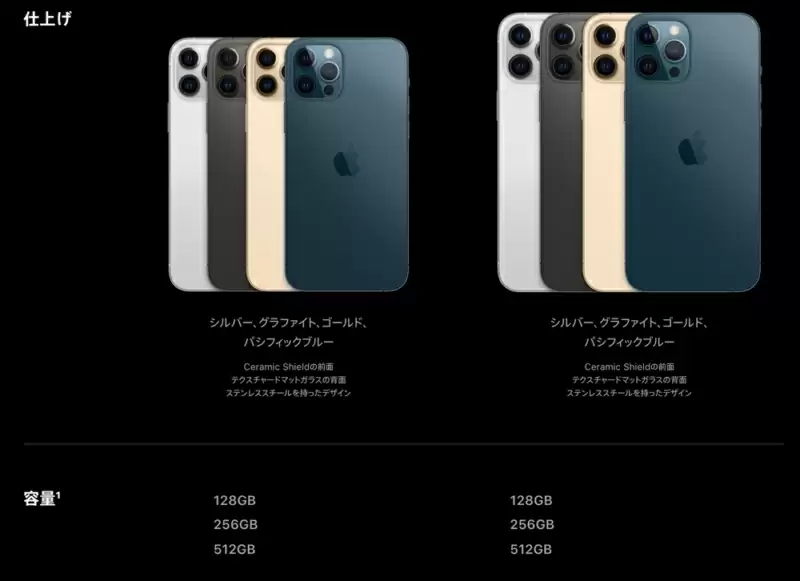 仕上げ
シルバー、グラファイト、ゴールド、
パシフィックブルー
Ceramic Shieldの前面
テクスチャードマットガラスの背面
ステンレススチールを持ったデザイン
シルバー、グラファイト、ゴールド、
パシフィックブルー
Ceramic Shieldの前面
テクスチャードマットガラスの背面
ステンレススチールを持ったデザイン
容量¹
128GB
256GB
512GB
128GB
256GB
512GB